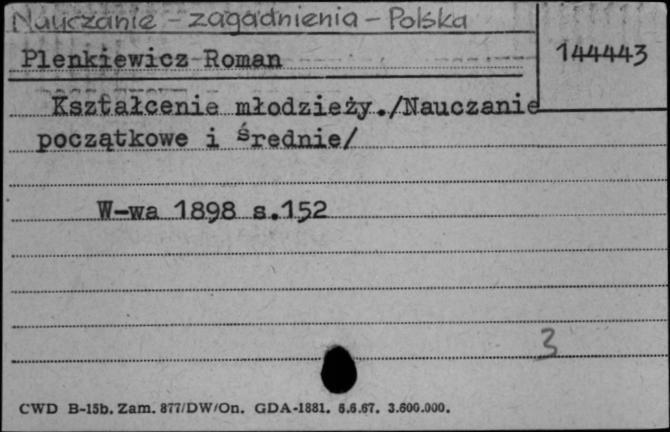 Nauczanie - zagadnienia - Polska
144443
Plenkiewicz Roman
Kształcenie młodzieży./Nauczanie
początkowe i średnie/
W-wa 1898 s.152
3
CWD B-15b. Zam. 877/DW/On. GDA-1881. 6.6.67. 3.600.000.